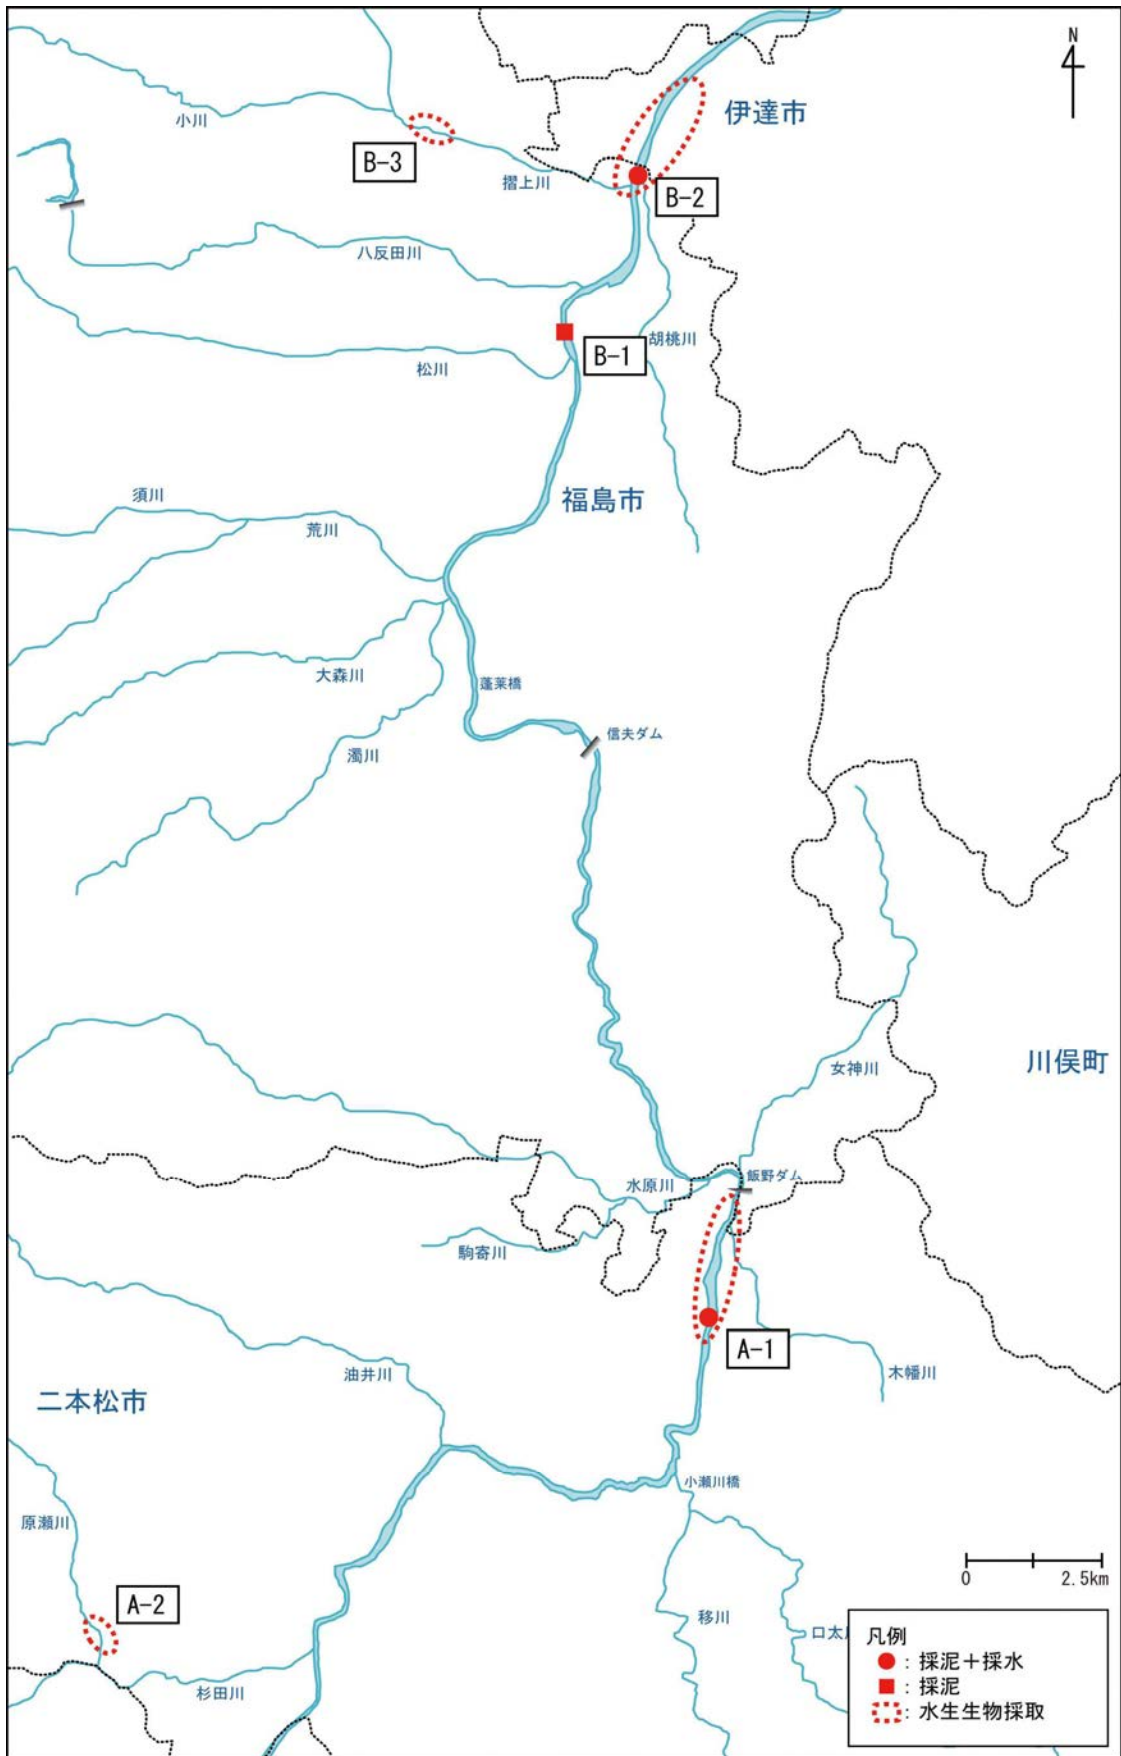 N
伊達市
小川
B-3
摺上川
B-2
八反田川
胡桃川
B-1
松川
須川
福島市
荒川
大森川
蓬莱橋
信夫ダム
濁川
川俣町
女神川
飯野ダム
水原川
駒寄川
A-1
油井川
木幡川
二本松市
小瀬川橋
原瀬川
0 2.5km
A-2
移川
口太
杉田川
凡例
：採泥＋採水
：採泥
：水生生物採取